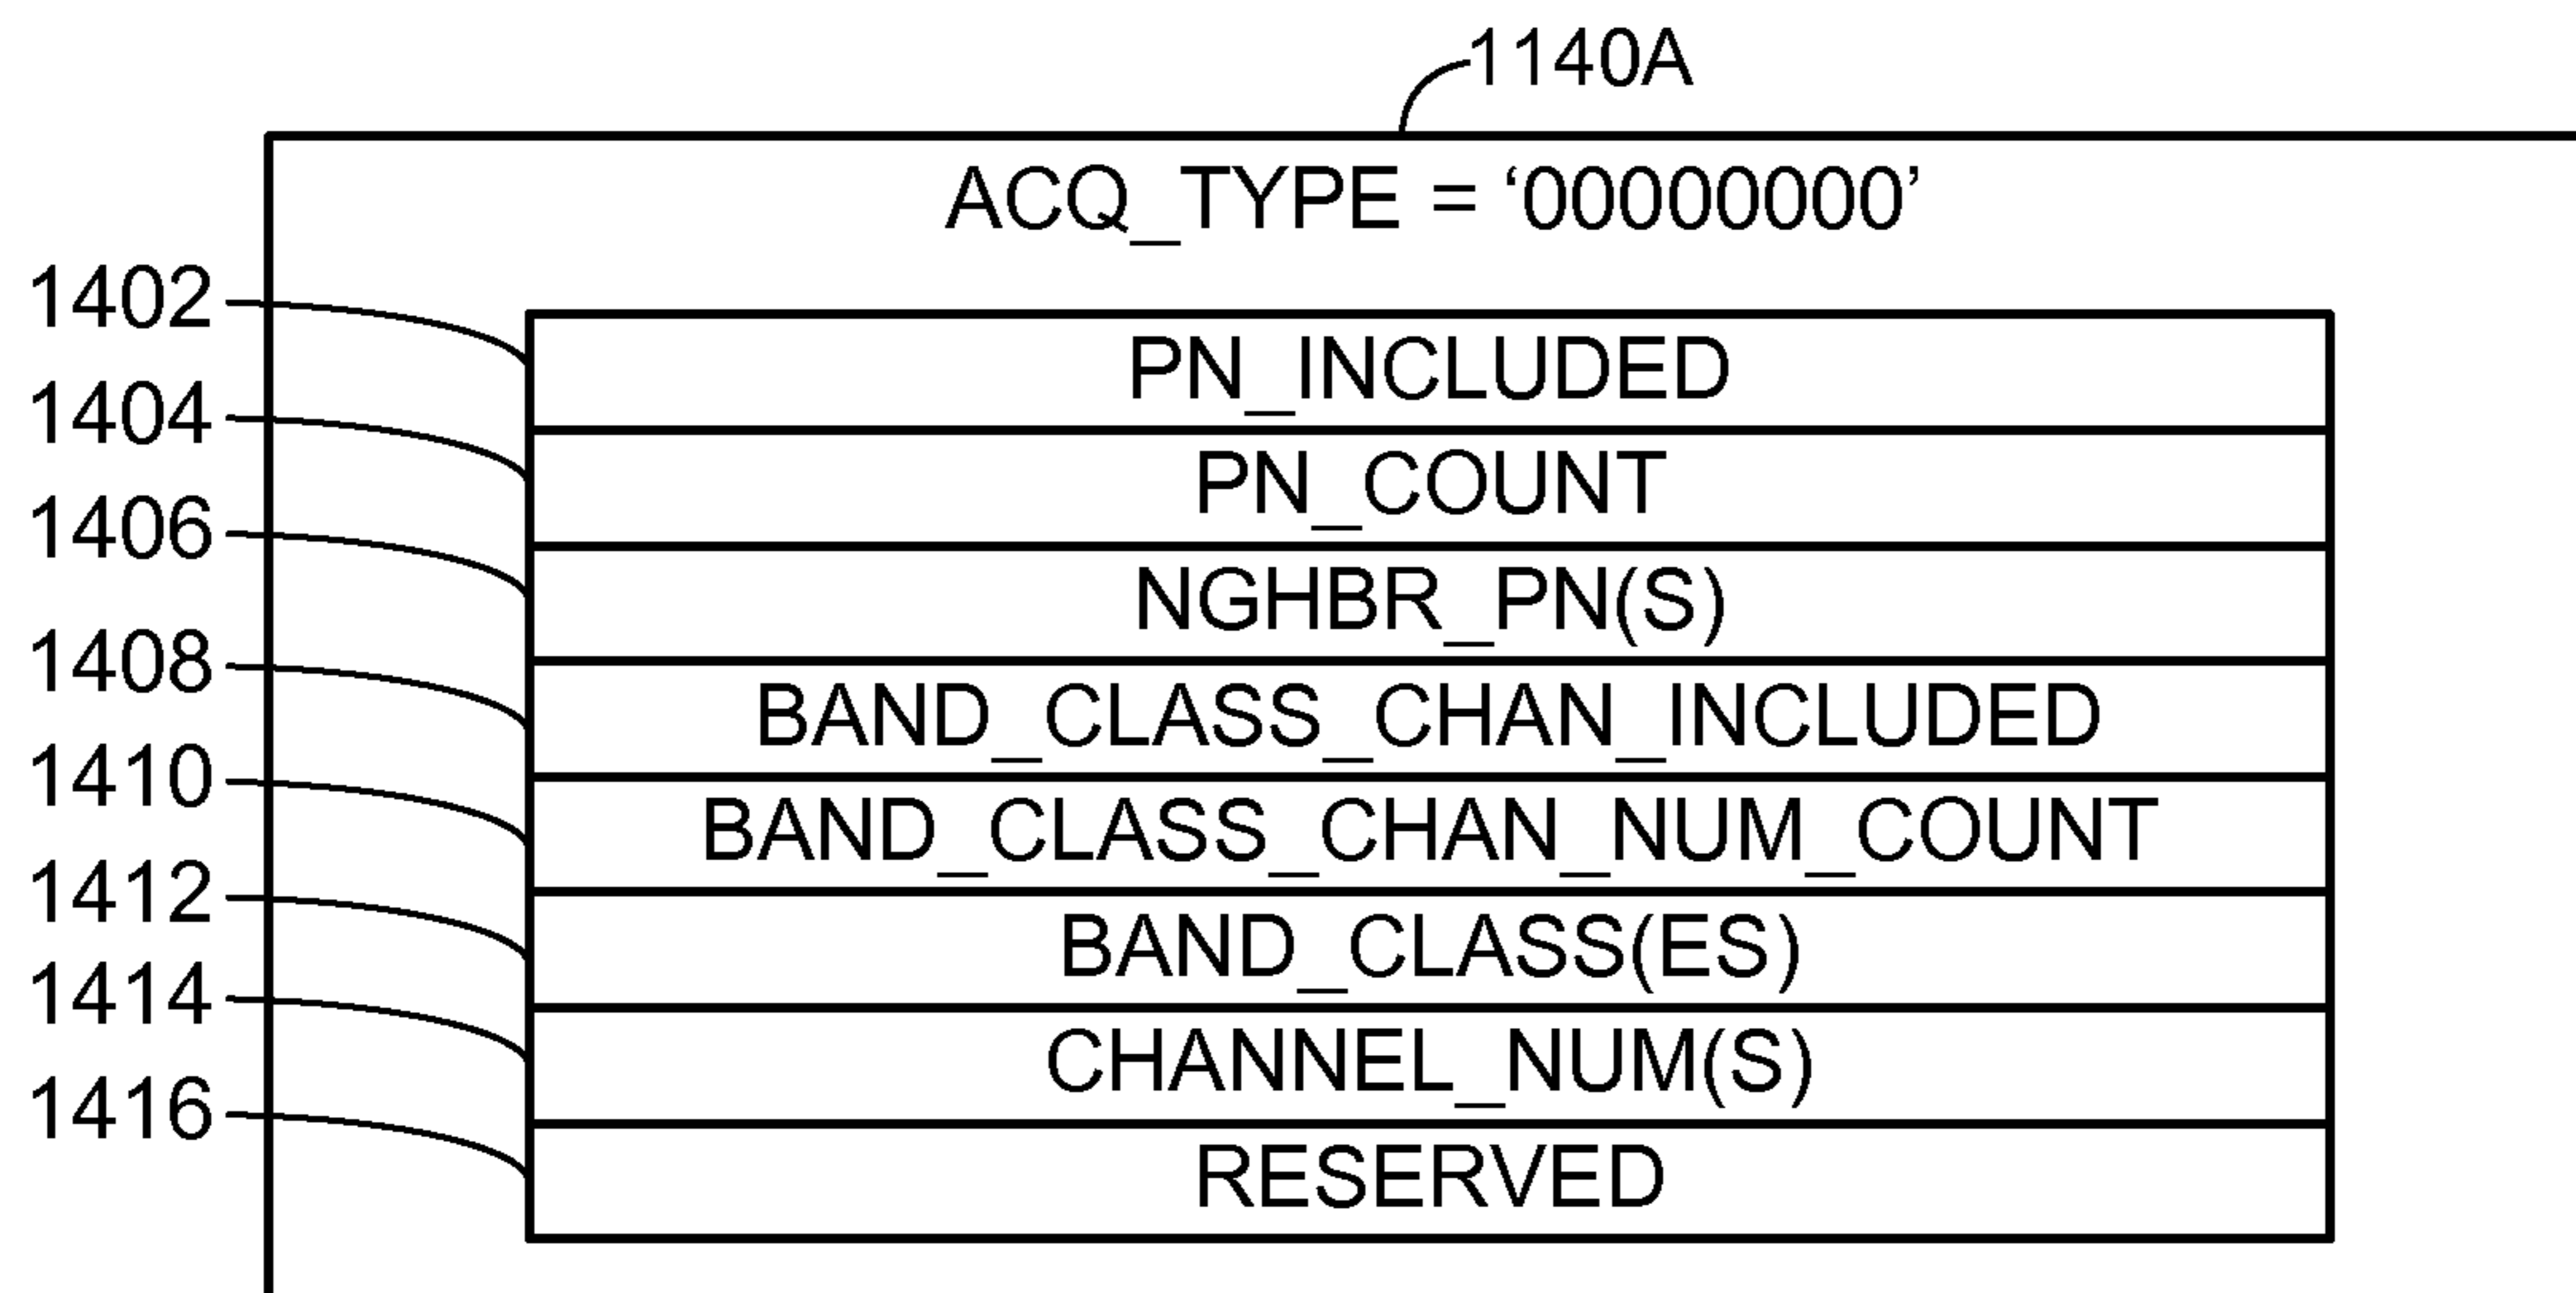 1140A
ACQ_TYPE = ‘00000000’
1402 PN_INCLUDED
1404 PN_COUNT
1406 NGHBR_PN(S)
1408 BAND_CLASS_CHAN_INCLUDED
1410 BAND_CLASS_CHAN_NUM_COUNT
1412 BAND_CLASS(ES)
1414 CHANNEL_NUM(S)
1416 RESERVED